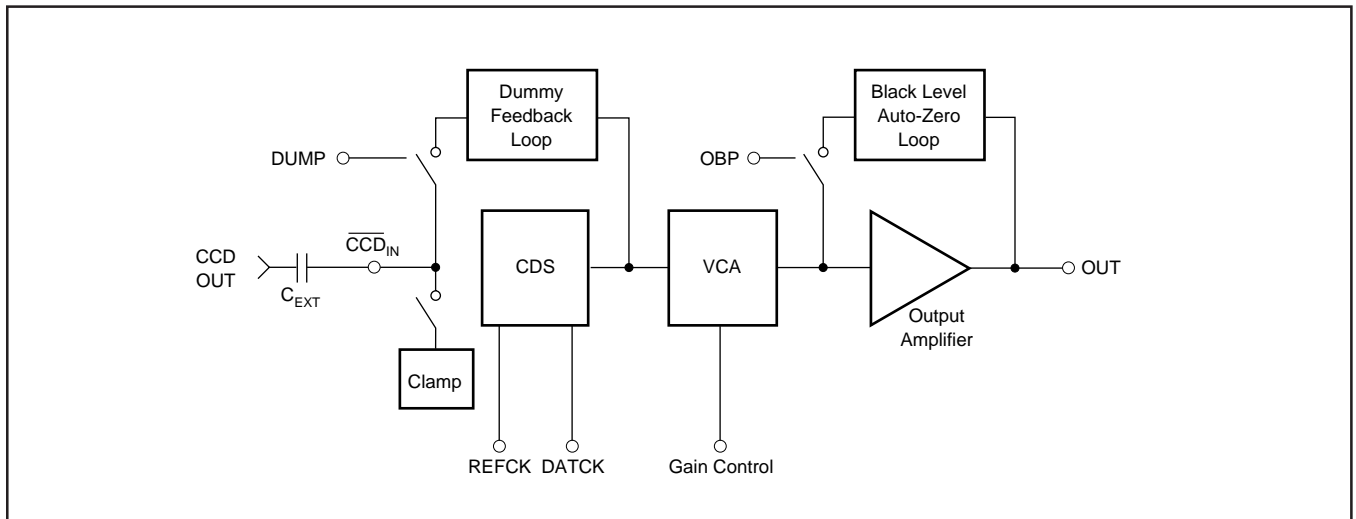 Dummy
Feedback
Loop
Black Level
Auto-Zero
Loop
DUMP
OBP
CCD
OUT
C_EXT
C̅C̅D̅_IN
CDS
VCA
OUT
Output
Amplifier
Clamp
REFCK
DATCK
Gain Control